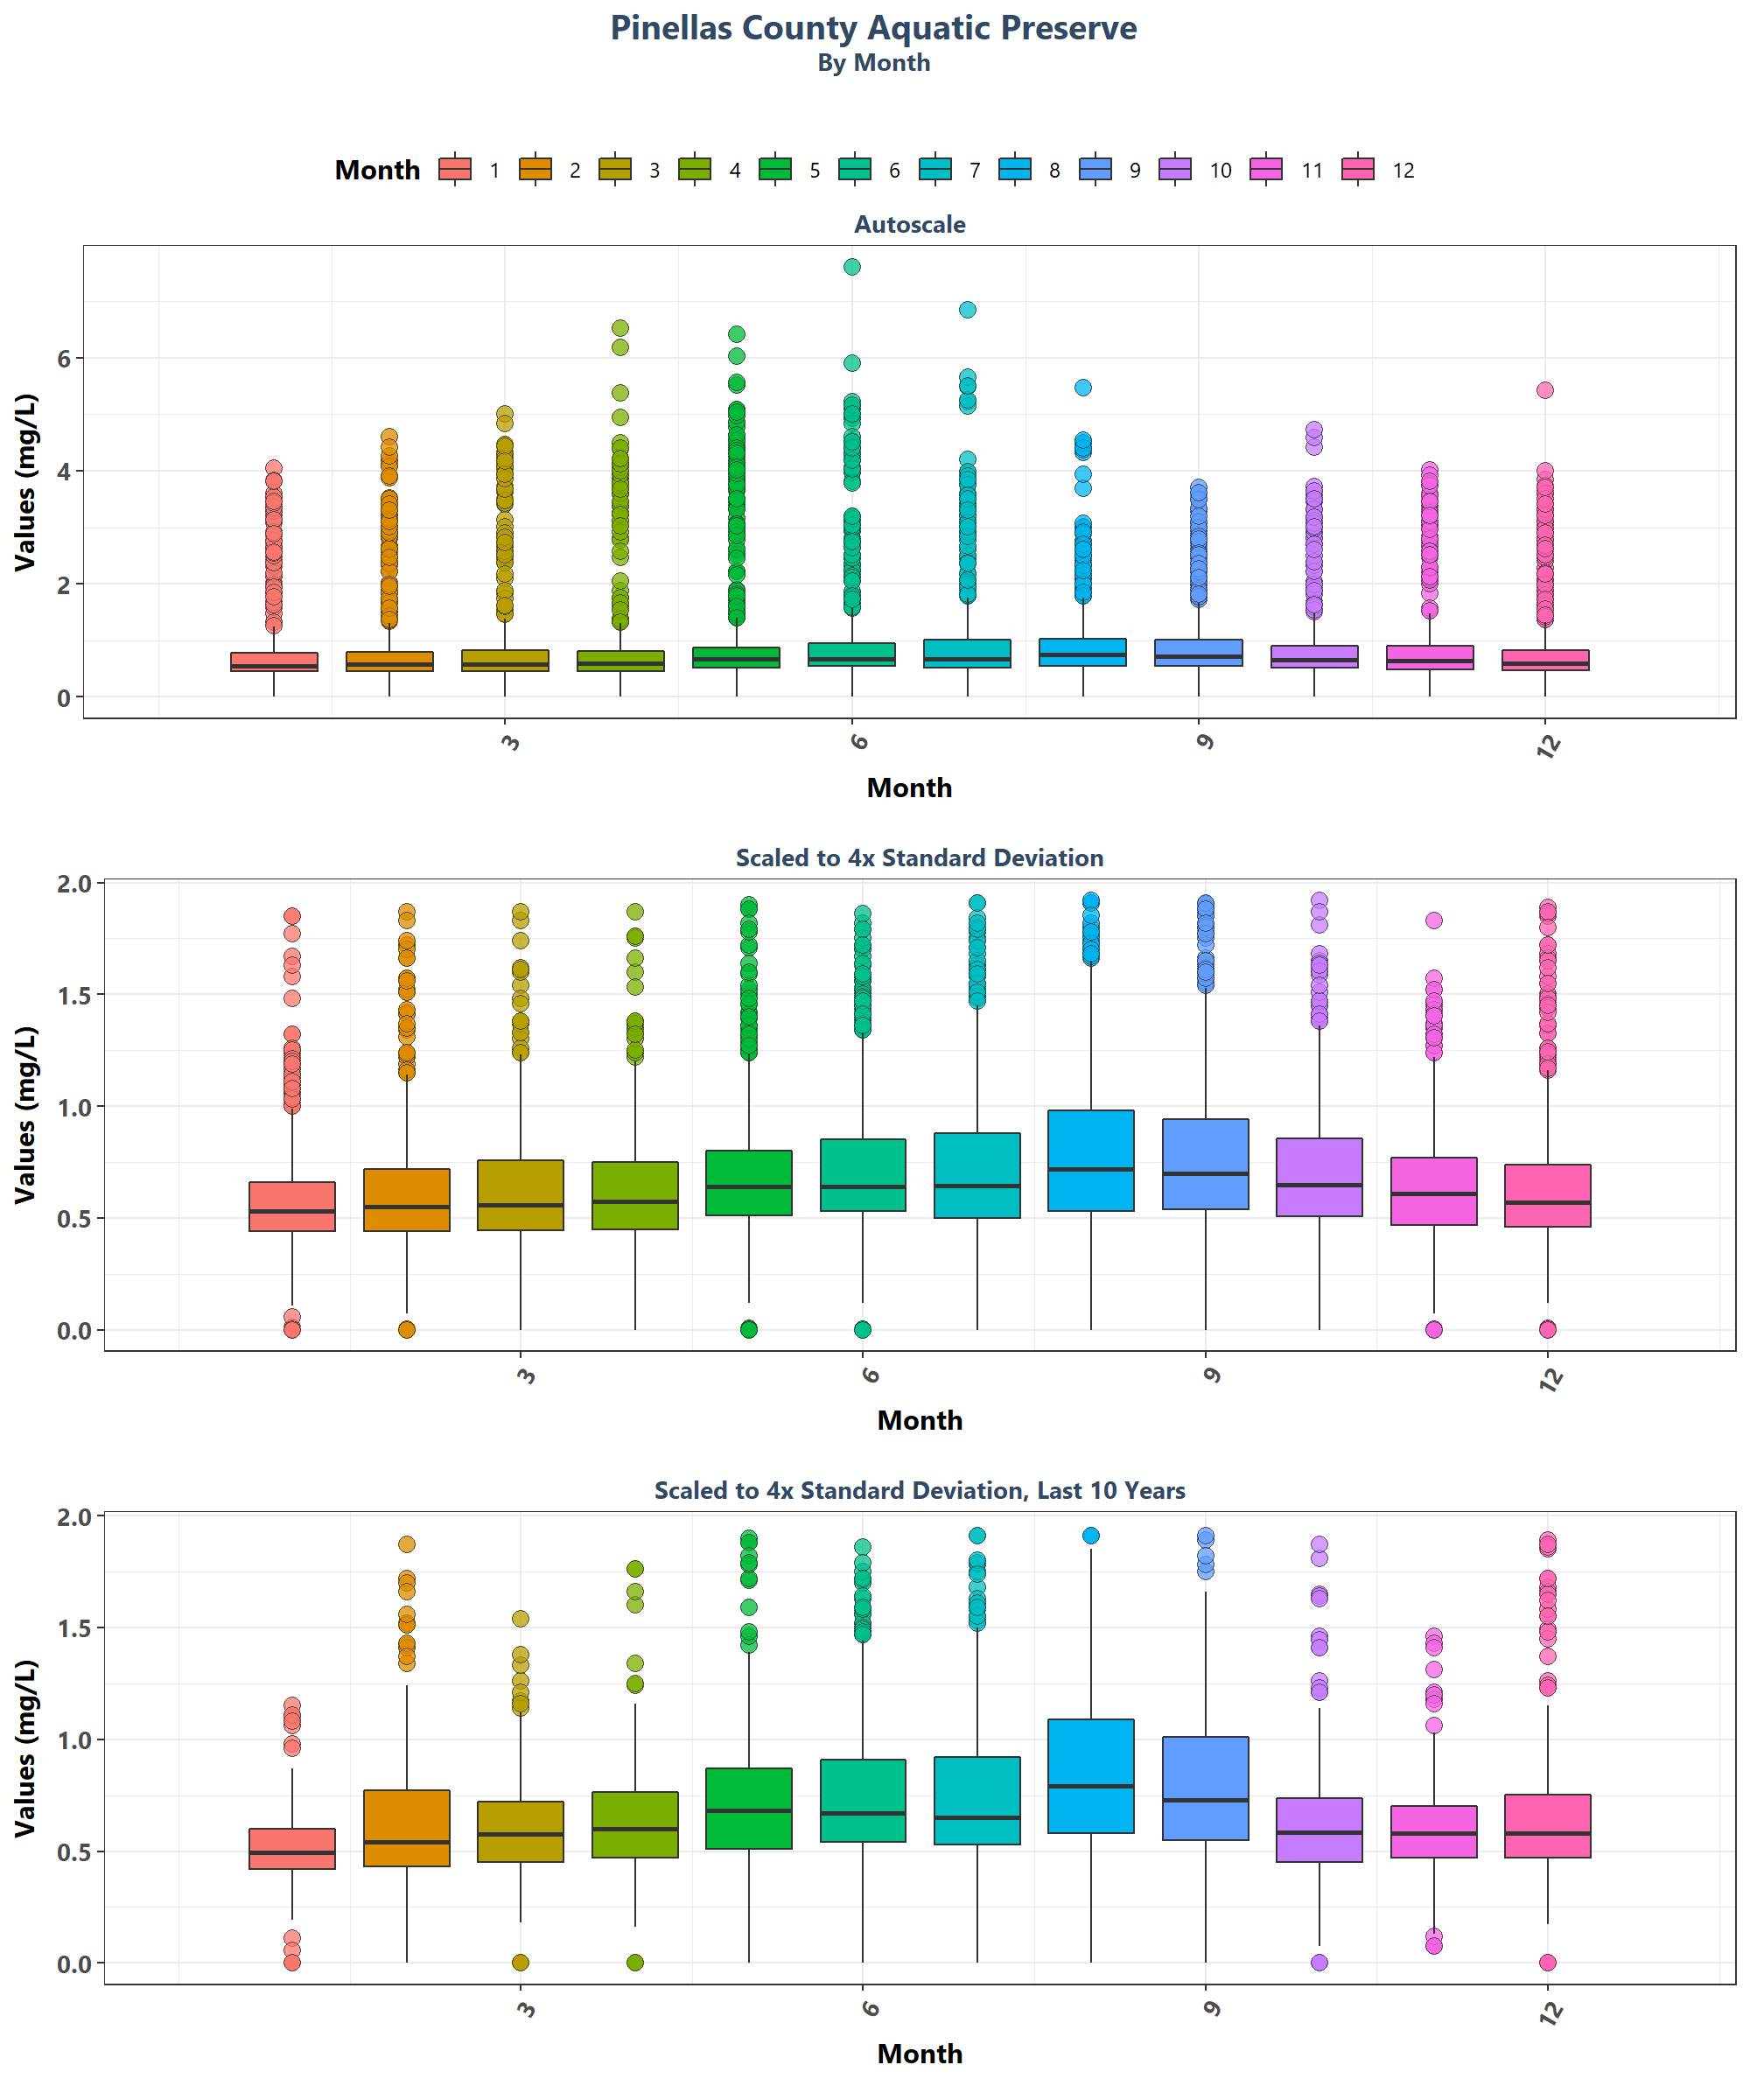 Pinellas County Aquatic Preserve
By Month
Month 1 2 3 4 5 6 7 8 9 10 11 12
Autoscale
Values (mg/L)
6
4
2
0
3 6 9 12
Month
Scaled to 4x Standard Deviation
Values (mg/L)
2.0
1.5
1.0
0.5
0.0
3 6 9 12
Month
Scaled to 4x Standard Deviation, Last 10 Years
Values (mg/L)
2.0
1.5
1.0
0.5
0.0
3 6 9 12
Month